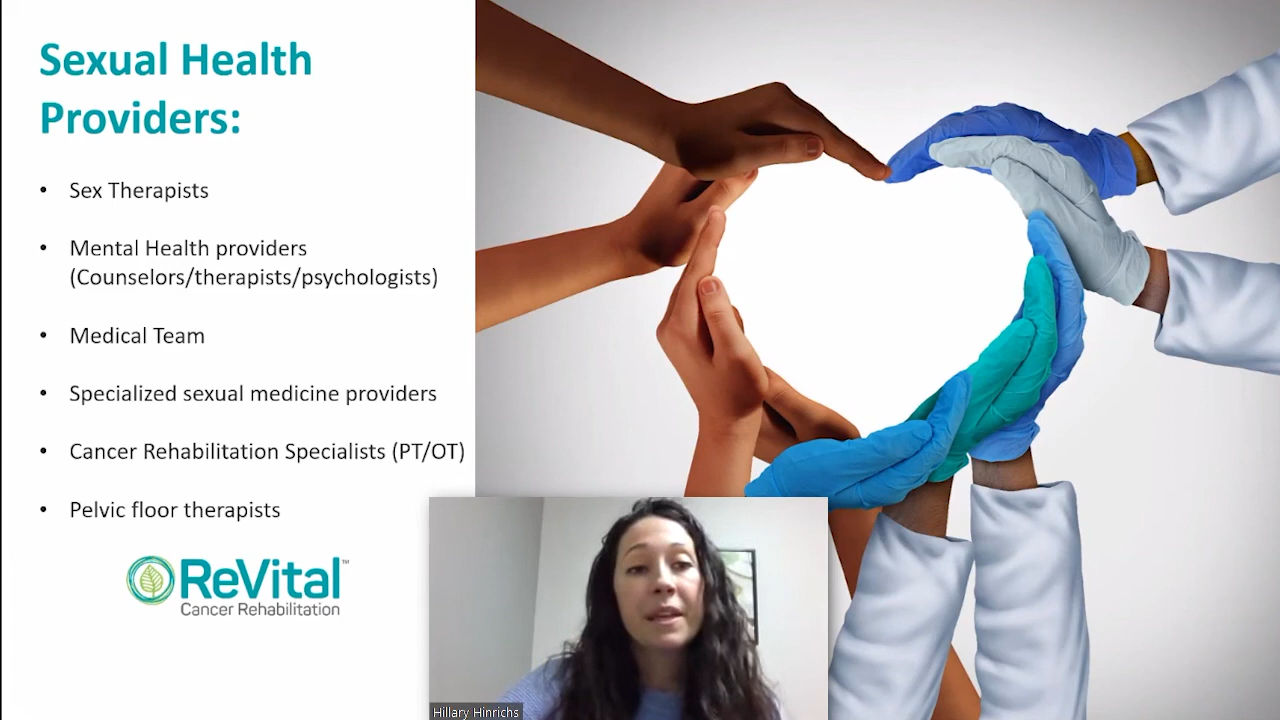 Sexual Health
Providers:
• Sex Therapists
• Mental Health providers
(Counselors/therapists/psychologists)
• Medical Team
• Specialized sexual medicine providers
• Cancer Rehabilitation Specialists (PT/OT)
• Pelvic floor therapists
ReVital™
Cancer Rehabilitation
Hillary Hinrichs